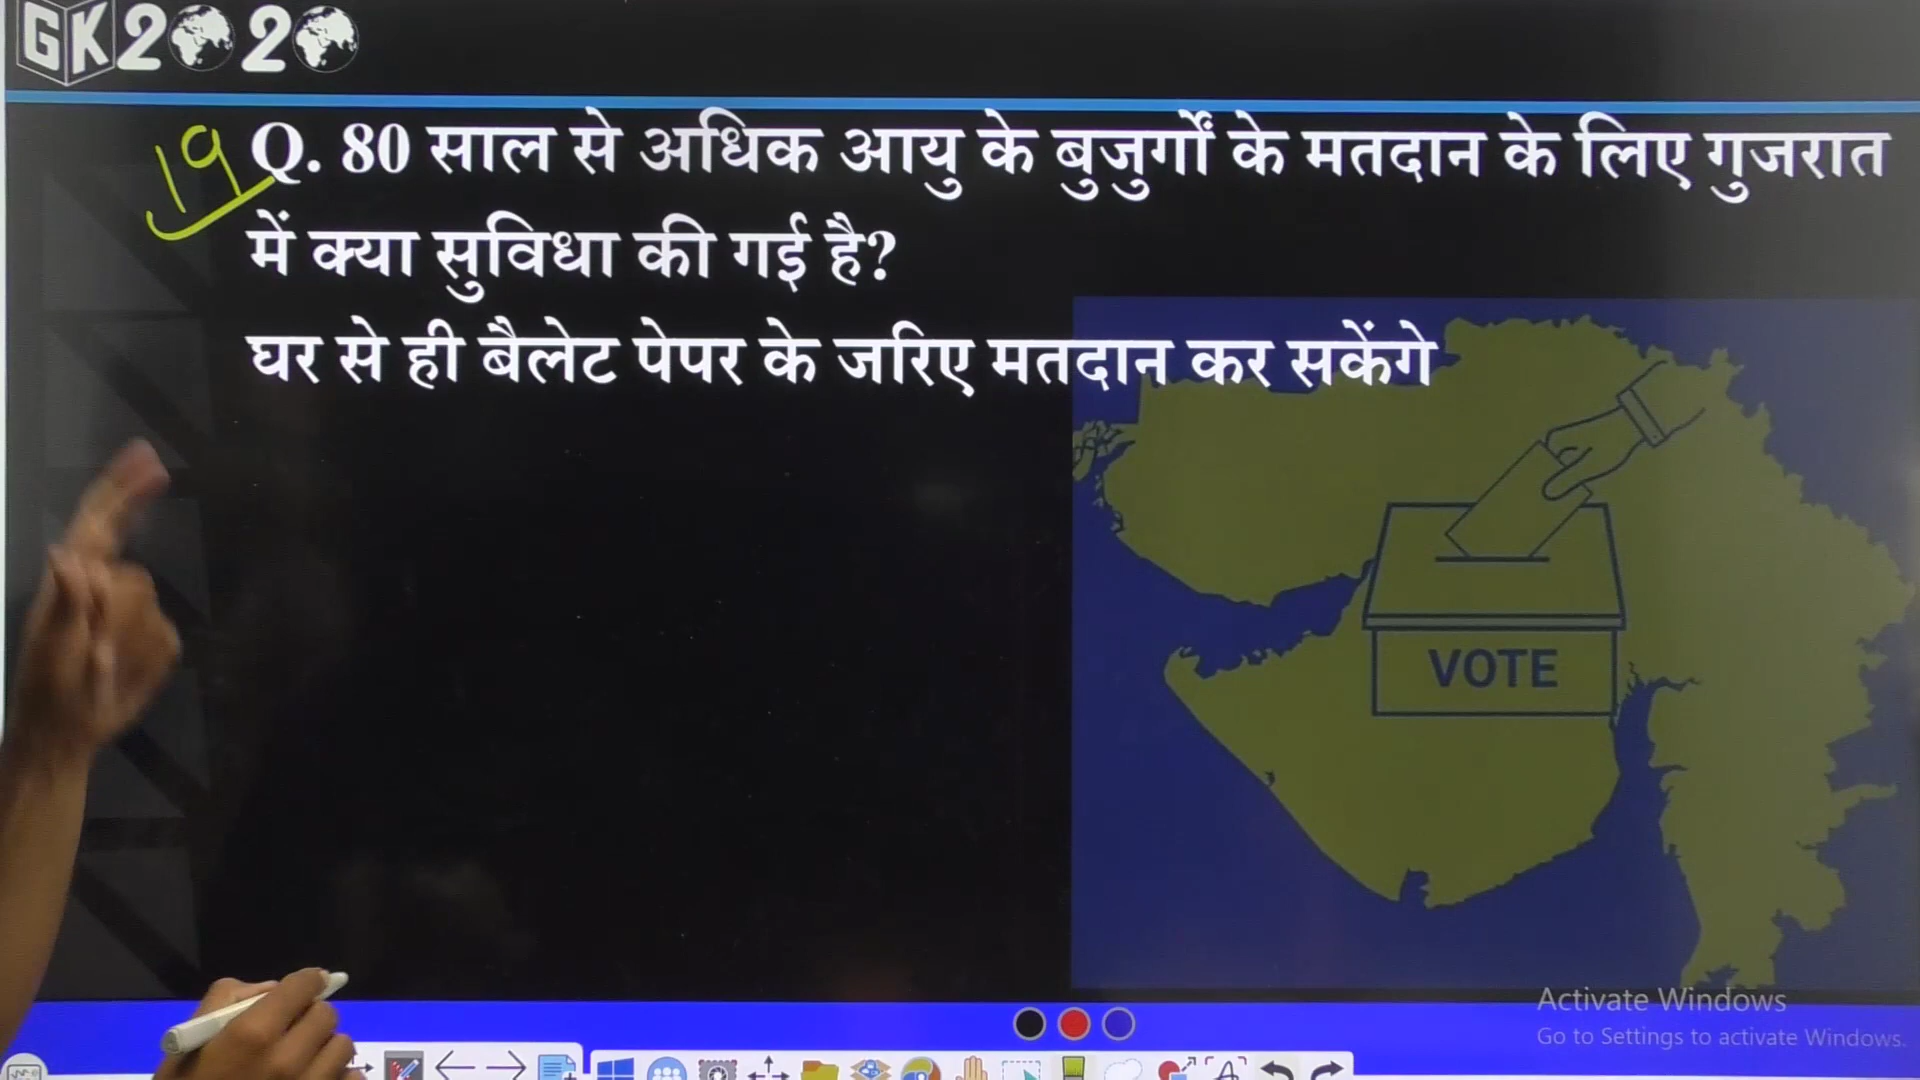 GK2020
19
Q. 80 साल से अधिक आयु के बुजुर्गों के मतदान के लिए गुजरात
में क्या सुविधा की गई है?
घर से ही बैलेट पेपर के जरिए मतदान कर सकेंगे
VOTE
Activate Windows
Go to Settings to activate Windows.